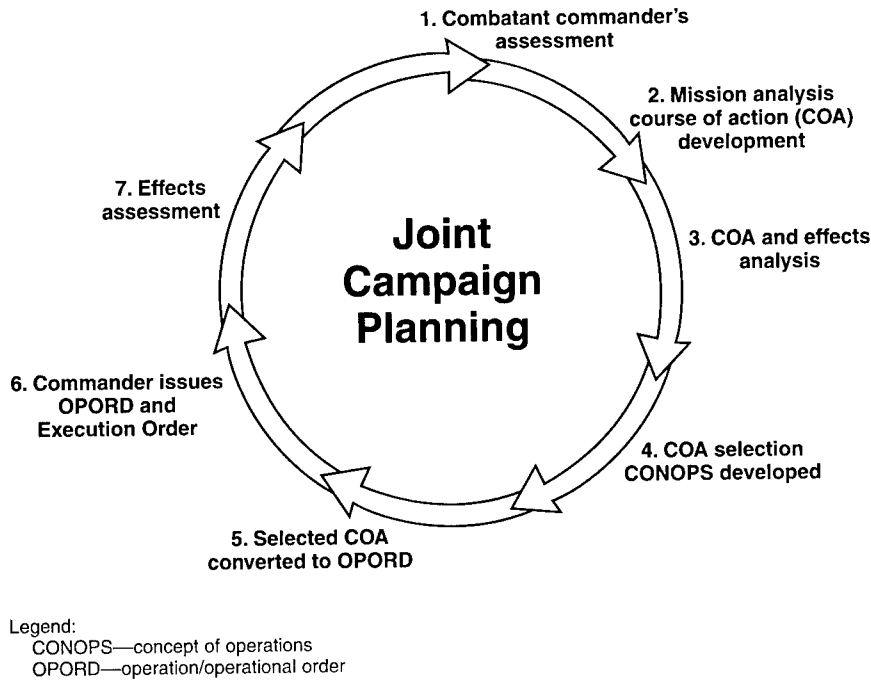 1. Combatant commander's
assessment
2. Mission analysis
course of action (COA)
development
3. COA and effects
analysis
4. COA selection
CONOPS developed
5. Selected COA
converted to OPORD
6. Commander issues
OPORD and
Execution Order
7. Effects
assessment
Joint
Campaign
Planning
Legend:
CONOPS—concept of operations
OPORD—operation/operational order